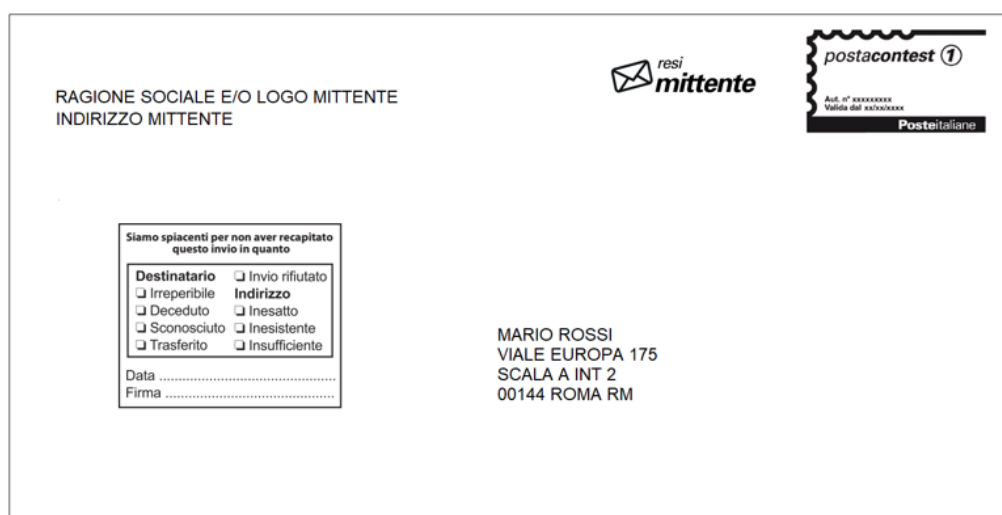 RAGIONE SOCIALE E/O LOGO MITTENTE
INDIRIZZO MITTENTE
resi
mittente
postacontest 1
Aut. n° xxxxxxxxx
Valida dal xx/xx/xxxx
Posteitaliane
Siamo spiacenti per non aver recapitato
questo invio in quanto
Destinatario ❑ Invio rifiutato
❑ Irreperibile Indirizzo
❑ Deceduto ❑ Inesatto
❑ Sconosciuto ❑ Inesistente
❑ Trasferito ❑ Insufficiente
Data ................................................
Firma ..............................................
MARIO ROSSI
VIALE EUROPA 175
SCALA A INT 2
00144 ROMA RM